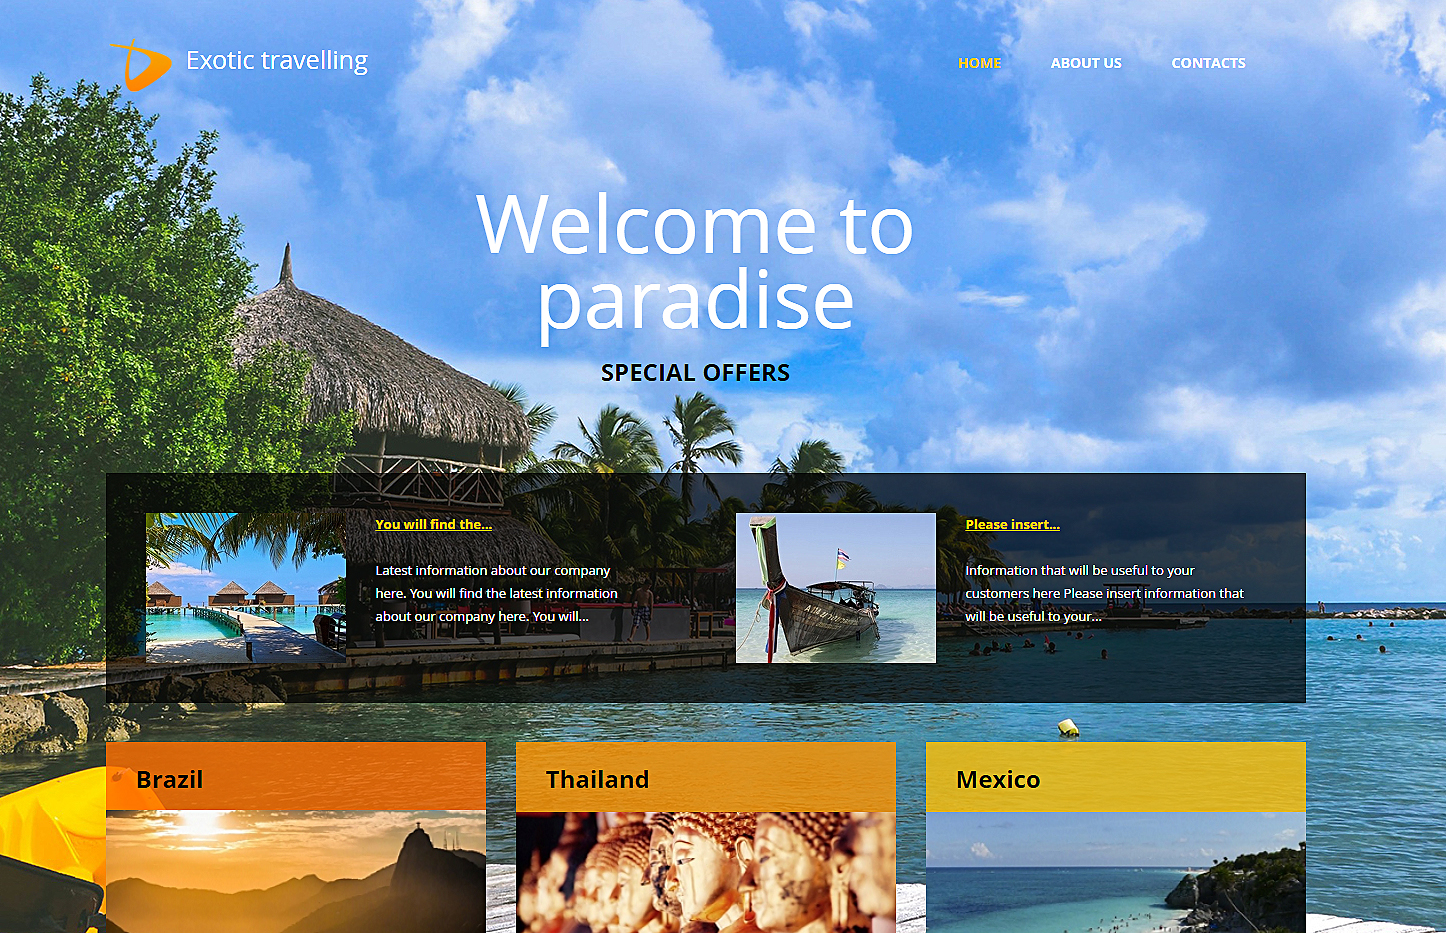 Exotic travelling
HOME
ABOUT US
CONTACTS
Welcome to
paradise
SPECIAL OFFERS
You will find the...
Latest information about our company
here. You will find the latest information
about our company here. You will...
Please insert...
Information that will be useful to your
customers here Please insert information that
will be useful to your...
Brazil
Thailand
Mexico